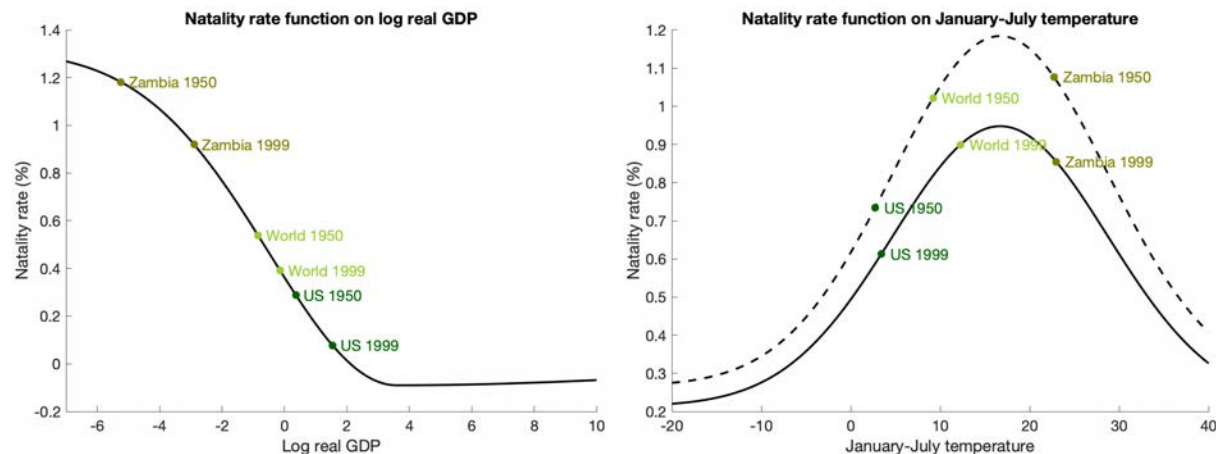 Natality rate function on log real GDP
1.4
1.2
1
0.8
0.6
0.4
0.2
0
-0.2
Natality rate (%)
Zambia 1950
Zambia 1999
World 1950
World 1999
US 1950
US 1999
-6
-4
-2
0
2
4
6
8
10
Log real GDP
Natality rate function on January-July temperature
1.2
1.1
1
0.9
0.8
0.7
0.6
0.5
0.4
0.3
0.2
Natality rate (%)
Zambia 1950
World 1950
World 1999
Zambia 1999
US 1950
US 1999
-20
-10
0
10
20
30
40
January-July temperature